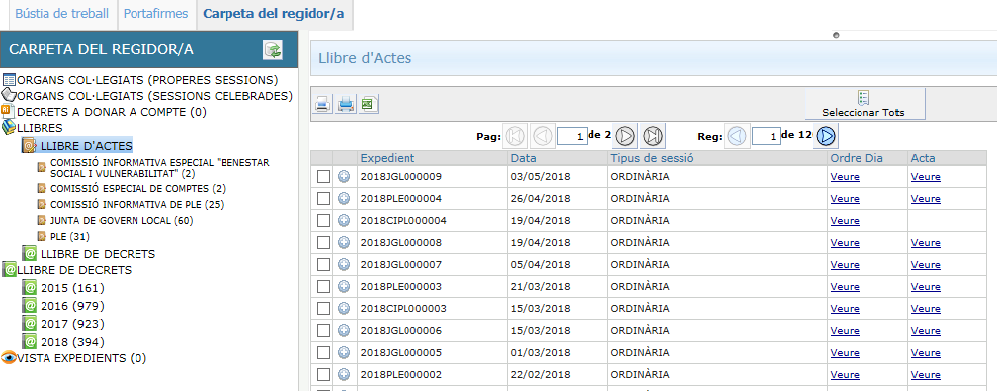 Bústia de treball Portafirmes Carpeta del regidor/a
CARPETA DEL REGIDOR/A
ORGANS COL·LEGIATS (PROPERES SESSIONS)
ORGANS COL·LEGIATS (SESSIONS CELEBRADES)
DECRETS A DONAR A COMPTE (0)
LLIBRES
LLIBRE D'ACTES
COMISSIÓ INFORMATIVA ESPECIAL "BENESTAR
SOCIAL I VULNERABILITAT" (2)
COMISSIÓ ESPECIAL DE COMPTES (2)
COMISSIÓ INFORMATIVA DE PLE (25)
JUNTA DE GOVERN LOCAL (60)
PLE (31)
LLIBRE DE DECRETS
LLIBRE DE DECRETS
2015 (161)
2016 (979)
2017 (923)
2018 (394)
VISTA EXPEDIENTS (0)
Llibre d'Actes
Seleccionar Tots
Pag: 1 de 2 Reg: 1 de 12
Expedient Data Tipus de sessió Ordre Dia Acta
2018JGL000009 03/05/2018 ORDINÀRIA Veure Veure
2018PLE000004 26/04/2018 ORDINÀRIA Veure Veure
2018CIPL000004 19/04/2018 ORDINÀRIA Veure
2018JGL000008 19/04/2018 ORDINÀRIA Veure Veure
2018JGL000007 05/04/2018 ORDINÀRIA Veure Veure
2018PLE000003 21/03/2018 ORDINÀRIA Veure Veure
2018CIPL000003 15/03/2018 ORDINÀRIA Veure Veure
2018JGL000006 15/03/2018 ORDINÀRIA Veure Veure
2018JGL000005 01/03/2018 ORDINÀRIA Veure Veure
2018PLE000002 22/02/2018 ORDINÀRIA Veure Veure